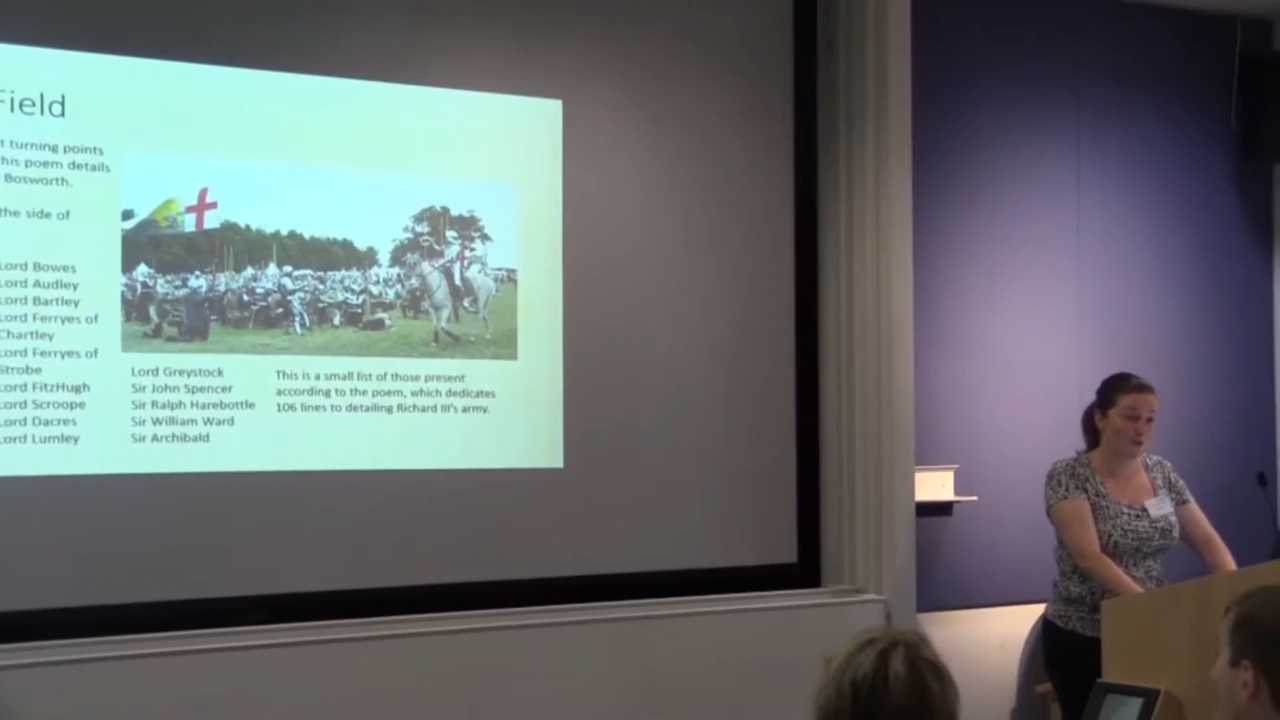 Field
t turning points
his poem details
Bosworth.
the side of
Lord Bowes
Lord Audley
Lord Bartley
Lord Ferryes of
Chartley
Lord Ferryes of
Strobe
Lord FitzHugh
Lord Scroope
Lord Dacres
Lord Lumley
Lord Greystock
Sir John Spencer
Sir Ralph Harebottle
Sir William Ward
Sir Archibald
This is a small list of those present
according to the poem, which dedicates
106 lines to detailing Richard III's army.